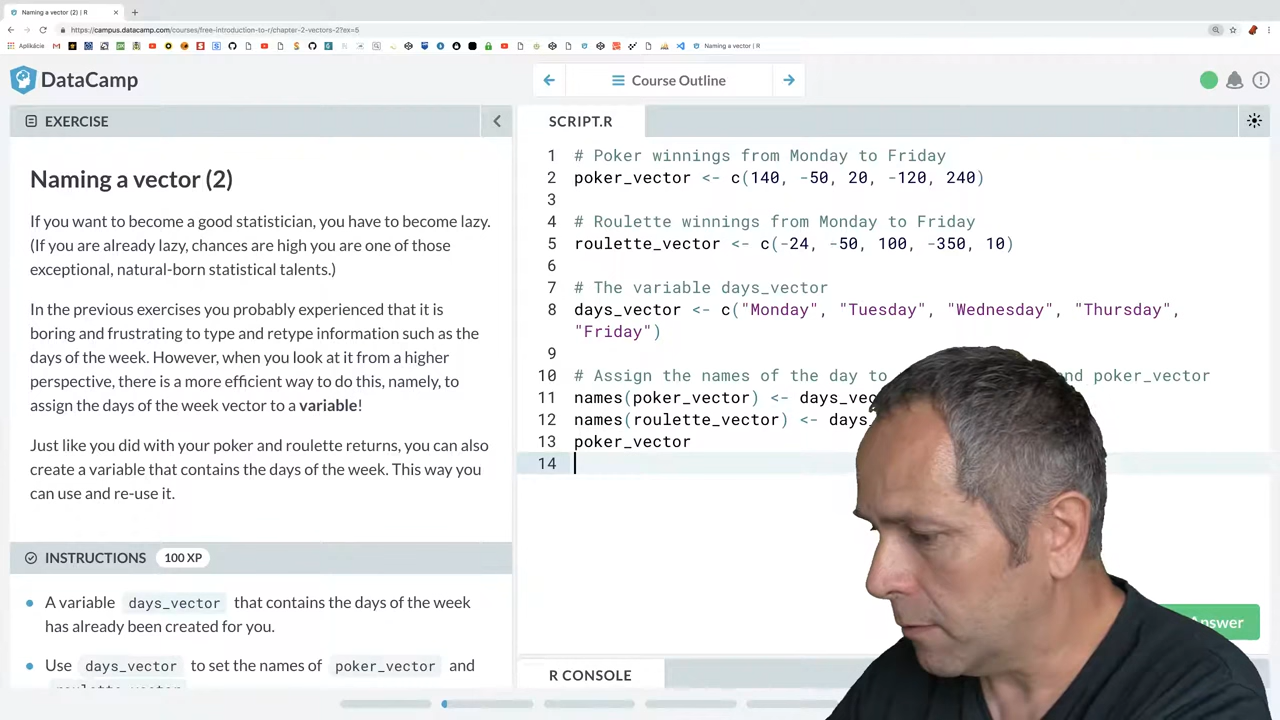 Naming a vector (2) | R
https://campus.datacamp.com/courses/free-introduction-to-r/chapter-2-vectors-2?ex=5
Aplikácie
Naming a vector | R
DataCamp
Course Outline
EXERCISE
Naming a vector (2)
If you want to become a good statistician, you have to become lazy.
(If you are already lazy, chances are high you are one of those
exceptional, natural-born statistical talents.)
In the previous exercises you probably experienced that it is
boring and frustrating to type and retype information such as the
days of the week. However, when you look at it from a higher
perspective, there is a more efficient way to do this, namely, to
assign the days of the week vector to a variable!
Just like you did with your poker and roulette returns, you can also
create a variable that contains the days of the week. This way you
can use and re-use it.
INSTRUCTIONS 100 XP
A variable days_vector that contains the days of the week
has already been created for you.
Use days_vector to set the names of poker_vector and
SCRIPT.R
1 # Poker winnings from Monday to Friday
2 poker_vector <- c(140, -50, 20, -120, 240)
3
4 # Roulette winnings from Monday to Friday
5 roulette_vector <- c(-24, -50, 100, -350, 10)
6
7 # The variable days_vector
8 days_vector <- c("Monday", "Tuesday", "Wednesday", "Thursday",
"Friday")
9
10 # Assign the names of the day to and poker_vector
11 names(poker_vector) <-
12 names(roulette_vector) <-
13 poker_vector
14
Answer
R CONSOLE